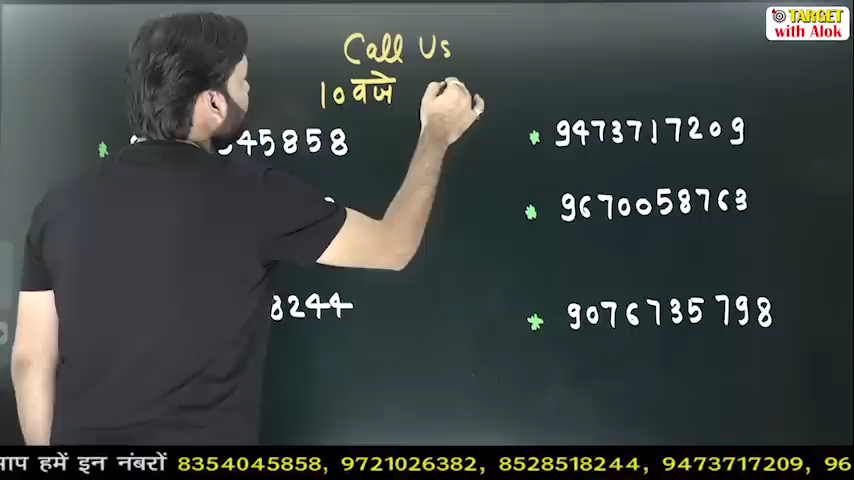 TARGET
with Alok
Call Us
10 बजे
45858
* 9473717209
* 9670058763
8244
* 9076735798
आप हमें इन नंबरों 8354045858, 9721026382, 8528518244, 9473717209, 96